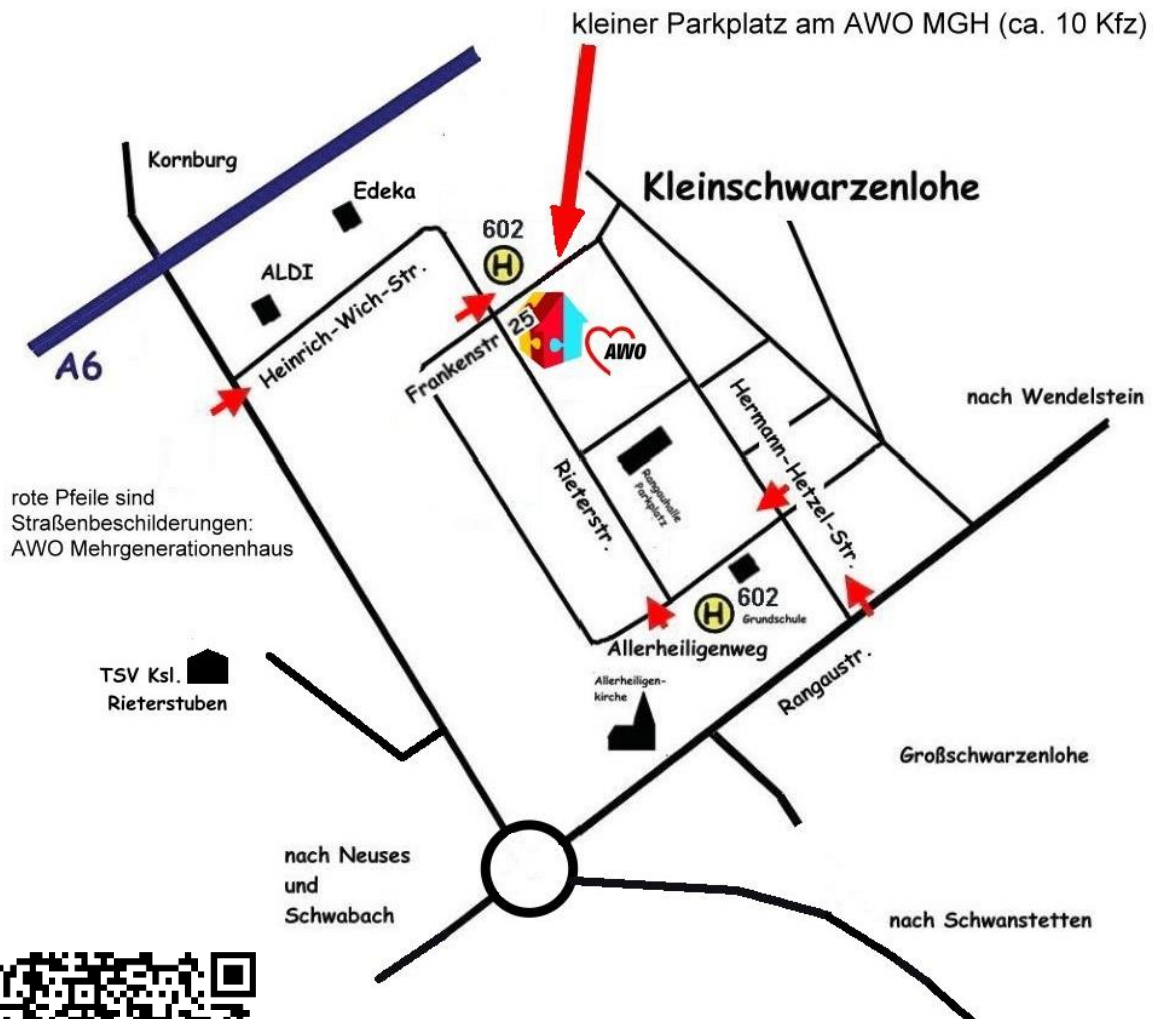 kleiner Parkplatz am AWO MGH (ca. 10 Kfz)
Kornburg
Edeka
Kleinschwarzenlohe
602
H
ALDI
Heinrich-Wich-Str.
A6
Frankenstr
25
AWO
nach Wendelstein
Hermann-Hetzel-Str.
Rieterstr.
Rangauhalle
Parkplatz
rote Pfeile sind
Straßenbeschilderungen:
AWO Mehrgenerationenhaus
602
H
Grundschule
Allerheiligenweg
TSV Ksl.
Rieterstuben
Allerheiligen-
kirche
Rangaustr.
Großschwarzenlohe
nach Neuses
und
Schwabach
nach Schwanstetten